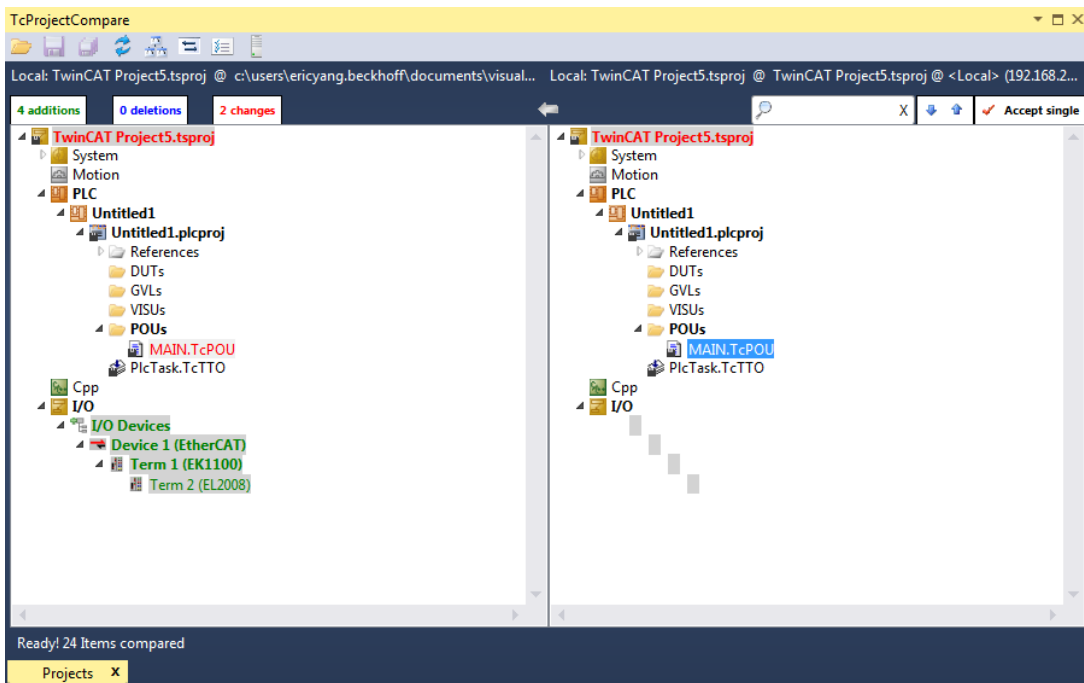 TcProjectCompare
Local: TwinCAT Project5.tsproj @ c:\users\ericyang.beckhoff\documents\visual... Local: TwinCAT Project5.tsproj @ TwinCAT Project5.tsproj @ <Local> (192.168.2...
4 additions 0 deletions 2 changes X Accept single
TwinCAT Project5.tsproj
System
Motion
PLC
Untitled1
Untitled1.plcproj
References
DUTs
GVLs
VISUs
POUs
MAIN.TcPOU
PlcTask.TcTTO
Cpp
I/O
I/O Devices
Device 1 (EtherCAT)
Term 1 (EK1100)
Term 2 (EL2008)
TwinCAT Project5.tsproj
System
Motion
PLC
Untitled1
Untitled1.plcproj
References
DUTs
GVLs
VISUs
POUs
MAIN.TcPOU
PlcTask.TcTTO
Cpp
I/O
Ready! 24 Items compared
Projects X